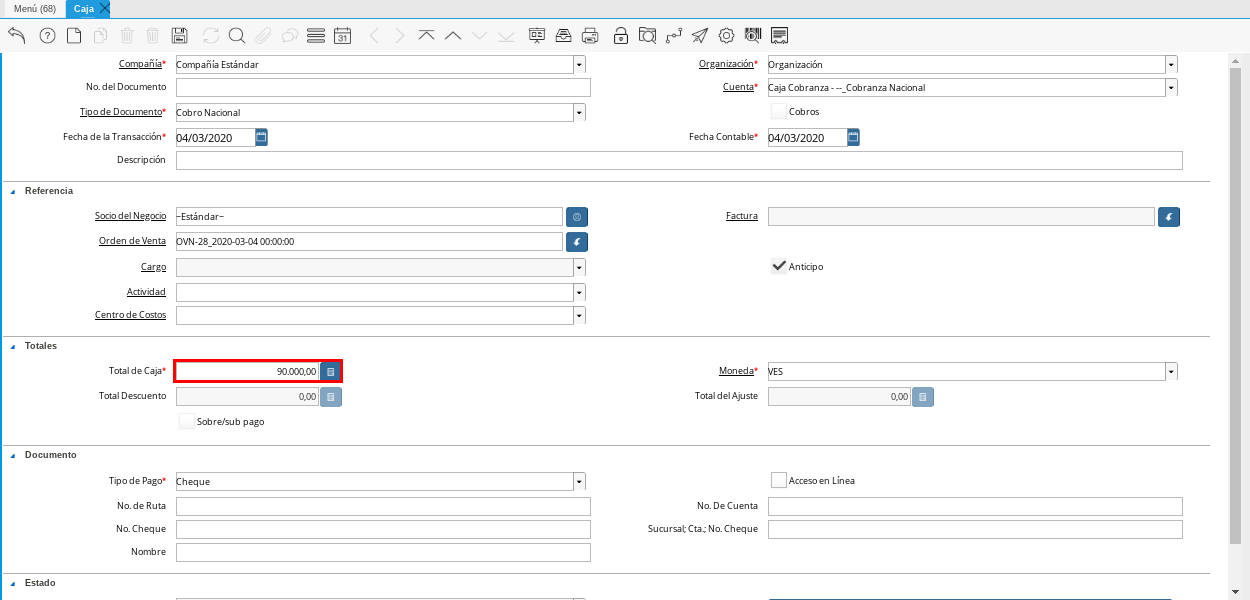 Menú (68) Caja
31
Compañía* Compañía Estándar Organización* Organización
No. del Documento Cuenta* Caja Cobranza - --_Cobranza Nacional
Tipo de Documento* Cobro Nacional Cobros
Fecha de la Transacción* 04/03/2020 Fecha Contable* 04/03/2020
Descripción
Referencia
Socio del Negocio ~Estándar~ Factura
Orden de Venta OVN-28_2020-03-04 00:00:00
Cargo Anticipo
Actividad
Centro de Costos
Totales
Total de Caja* 90.000,00 Moneda* VES
Total Descuento 0,00 Total del Ajuste 0,00
Sobre/sub pago
Documento
Tipo de Pago* Cheque Acceso en Línea
No. de Ruta No. De Cuenta
No. Cheque Sucursal; Cta.; No. Cheque
Nombre
Estado